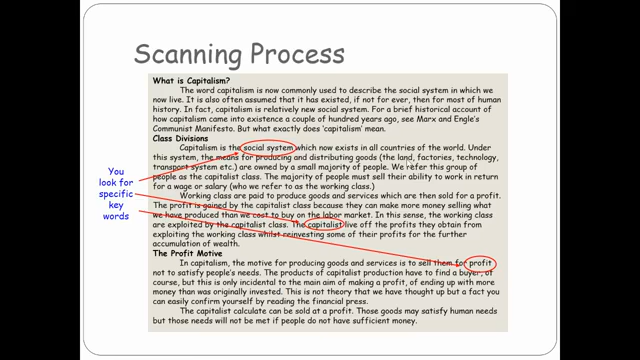 Scanning Process
What is Capitalism?
The word capitalism is now commonly used to describe the social system in which we
now live. It is also often assumed that it has existed, if not for ever, then for most of human
history. In fact, capitalism is relatively new social system. For a brief historical account of
how capitalism came into existence a couple of hundred years ago, see Marx and Engle's
Communist Manifesto. But what exactly does 'capitalism' mean.
Class Divisions
Capitalism is the social system which now exists in all countries of the world. Under
this system, the means for producing and distributing goods (the land, factories, technology,
transport system etc.) are owned by a small majority of people. We refer this group of
people as the capitalist class. The majority of people must sell their ability to work in return
for a wage or salary (who we refer to as the working class.)
Working class are paid to produce goods and services which are then sold for a profit.
The profit is gained by the capitalist class because they can make more money selling what
we have produced than we cost to buy on the labor market. In this sense, the working class
are exploited by the capitalist class. The capitalist live off the profits they obtain from
exploiting the working class whilst reinvesting some of their profits for the further
accumulation of wealth.
The Profit Motive
In capitalism, the motive for producing goods and services is to sell them for profit
not to satisfy people's needs. The products of capitalist production have to find a buyer, of
course, but this is only incidental to the main aim of making a profit, of ending up with more
money than was originally invested. This is not theory that we have thought up but a fact you
can easily confirm yourself by reading the financial press.
The capitalist calculate can be sold at a profit. Those goods may satisfy human needs
but those needs will not be met if people do not have sufficient money.
You
look for
specific
key
words